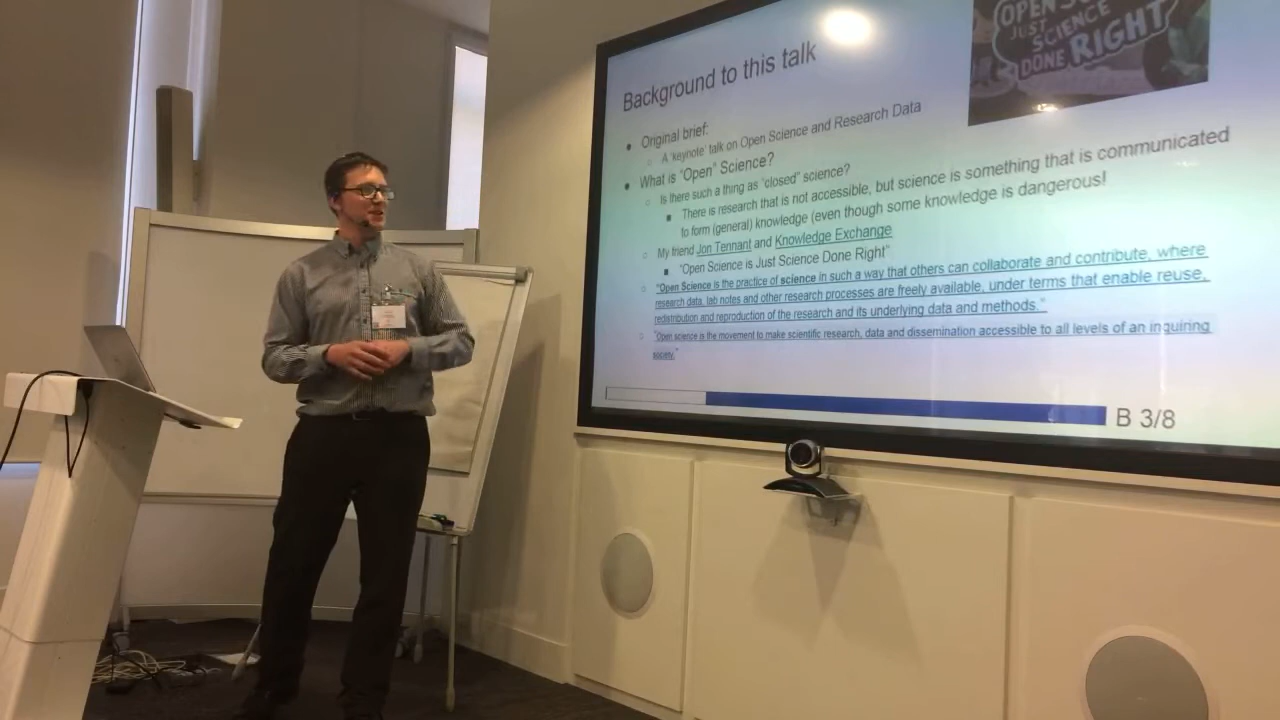 OPEN
JUST
SCIENCE
DONE RIGHT
Background to this talk
● Original brief:
○ A 'keynote' talk on Open Science and Research Data
● What is "Open" Science?
○ Is there such a thing as "closed" science?
■ There is research that is not accessible, but science is something that is communicated
to form (general) knowledge (even though some knowledge is dangerous!
○ My friend Jon Tennant and Knowledge Exchange
■ "Open Science is Just Science Done Right"
○ "Open Science is the practice of science in such a way that others can collaborate and contribute, where
research data, lab notes and other research processes are freely available, under terms that enable reuse,
redistribution and reproduction of the research and its underlying data and methods."
○ "Open science is the movement to make scientific research, data and dissemination accessible to all levels of an inquiring
society."
B 3/8